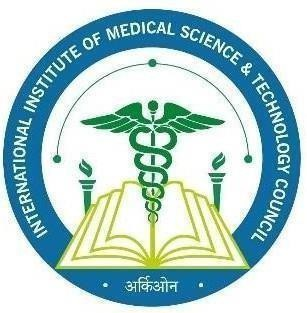 INTERNATIONAL INSTITUTE OF MEDICAL SCIENCE & TECHNOLOGY COUNCIL
अर्किओन